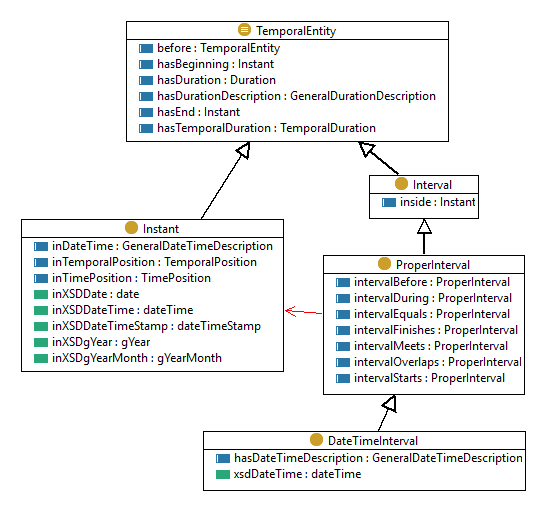 TemporalEntity
before : TemporalEntity
hasBeginning : Instant
hasDuration : Duration
hasDurationDescription : GeneralDurationDescription
hasEnd : Instant
hasTemporalDuration : TemporalDuration
Interval
inside : Instant
Instant
inDateTime : GeneralDateTimeDescription
inTemporalPosition : TemporalPosition
inTimePosition : TimePosition
inXSDDate : date
inXSDDateTime : dateTime
inXSDDateTimeStamp : dateTimeStamp
inXSDgYear : gYear
inXSDgYearMonth : gYearMonth
ProperInterval
intervalBefore : ProperInterval
intervalDuring : ProperInterval
intervalEquals : ProperInterval
intervalFinishes : ProperInterval
intervalMeets : ProperInterval
intervalOverlaps : ProperInterval
intervalStarts : ProperInterval
DateTimeInterval
hasDateTimeDescription : GeneralDateTimeDescription
xsdDateTime : dateTime